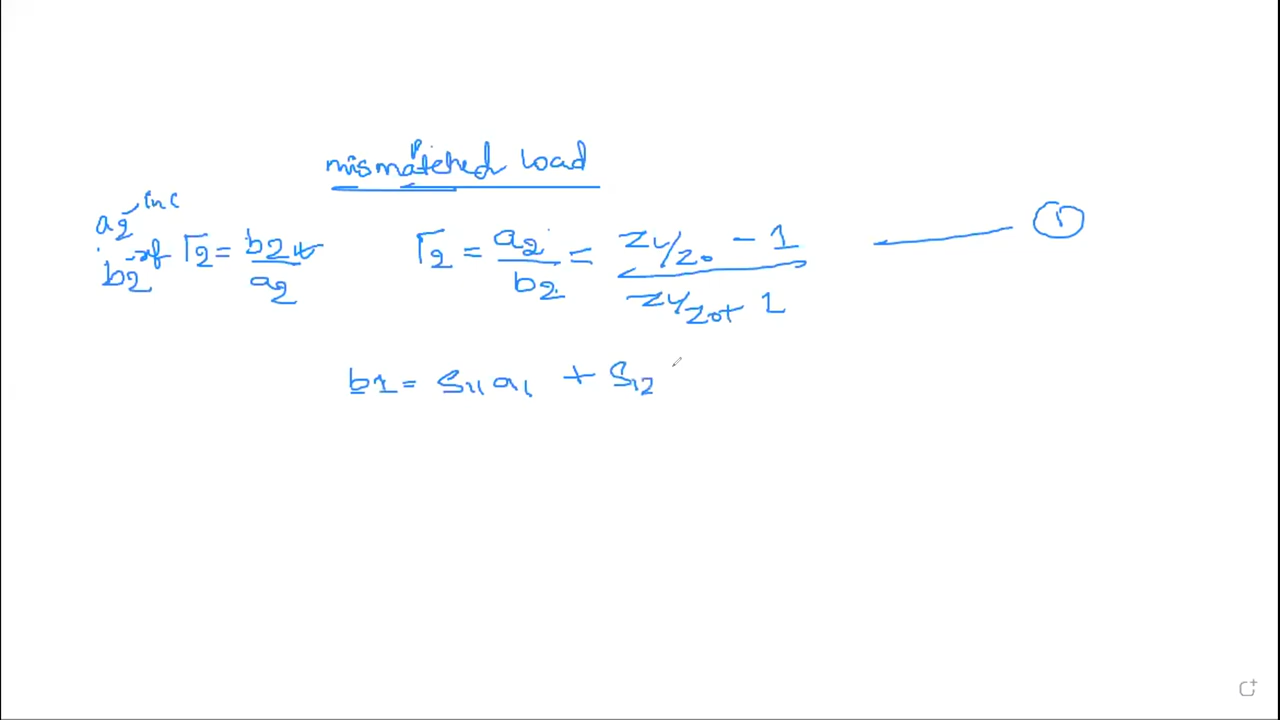 mismatched load
a2 inc
b2 ref Γ2 = b2/a2
Γ2 = a2/b2 = (ZL/Z0 - 1)/(ZL/Z0 + 1) ——— ①
b1 = S11 a1 + S12